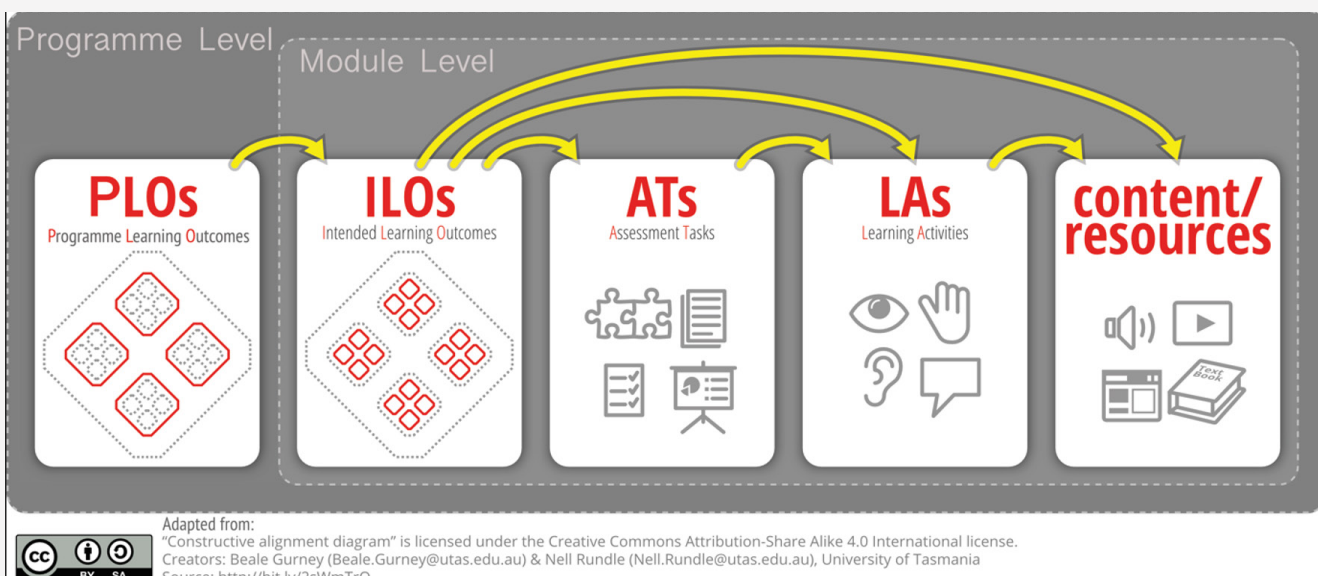 Programme Level
Module Level
PLOs
Programme Learning Outcomes
ILOs
Intended Learning Outcomes
ATs
Assessment Tasks
LAs
Learning Activities
content/
resources
Text
Book
Adapted from:
"Constructive alignment diagram" is licensed under the Creative Commons Attribution-Share Alike 4.0 International license.
Creators: Beale Gurney (Beale.Gurney@utas.edu.au) & Nell Rundle (Nell.Rundle@utas.edu.au), University of Tasmania
cc
BY SA